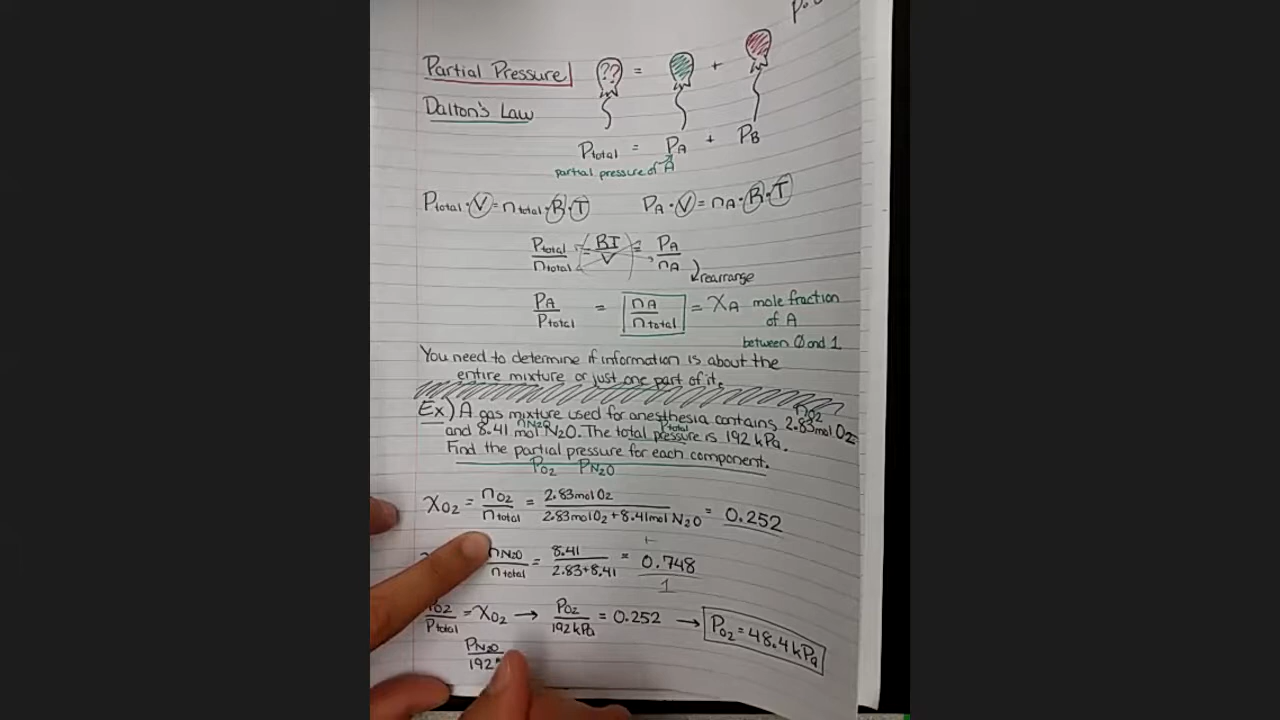 P.
Partial Pressure
?? = +
Dalton's Law
Ptotal = PA + PB
partial pressure of A
Ptotal · V = ntotal · R · T PA · V = nA · R · T
Ptotal/ntotal = (RT/V) = PA/nA
rearrange
PA/Ptotal = nA/ntotal = XA mole fraction
of A
between 0 and 1
You need to determine if information is about the
entire mixture or just one part of it.
nO2
Ex) A gas mixture used for anesthesia contains 2.83 mol O2
nN2O Ptotal
and 8.41 mol N2O. The total pressure is 192 kPa.
Find the partial pressure for each component.
PO2 PN2O
XO2 = nO2/ntotal = 2.83 mol O2/2.83 mol O2 + 8.41 mol N2O = 0.252
+
nN2O/ntotal = 8.41/2.83 + 8.41 = 0.748
1
PO2/Ptotal = XO2 → PO2/192 kPa = 0.252 → PO2 = 48.4 kPa
PN2O/192